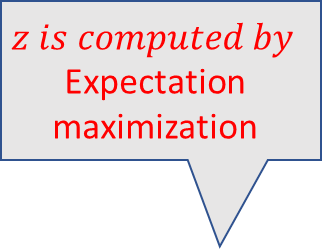 z is computed by
Expectation
maximization